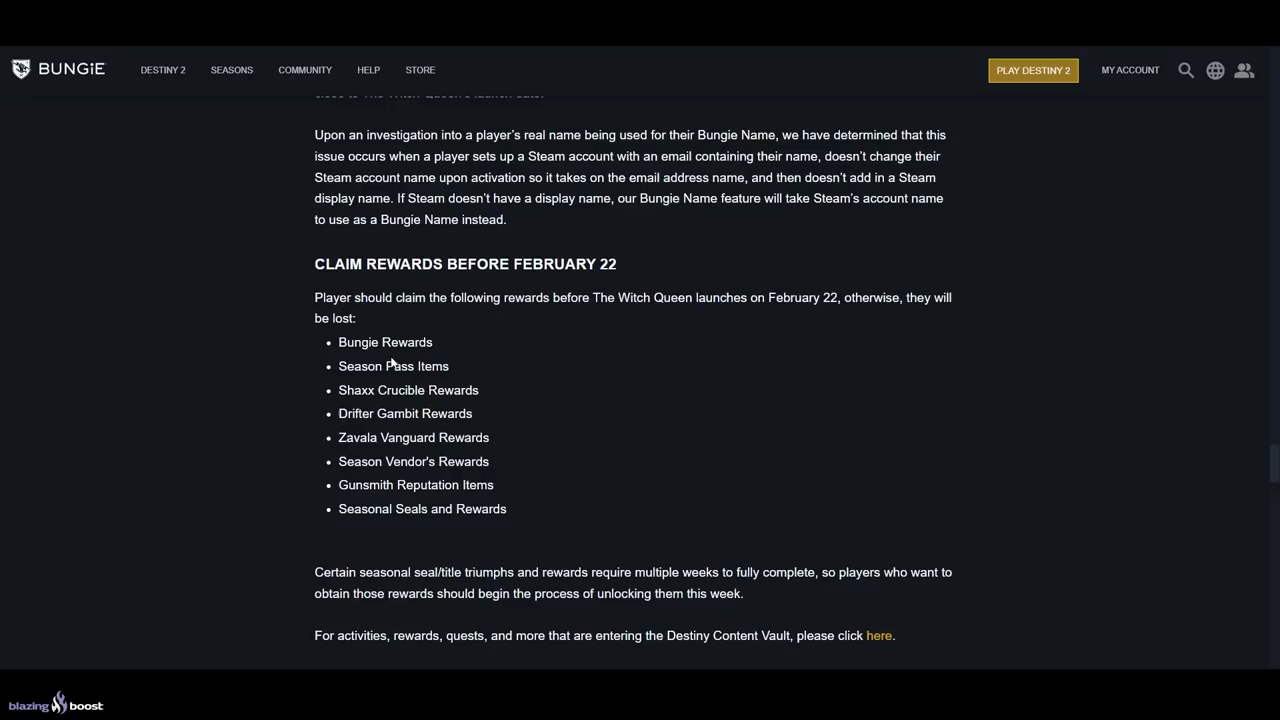 BUNGiE
DESTINY 2 SEASONS COMMUNITY HELP STORE
PLAY DESTINY 2 MY ACCOUNT
close to The Witch Queen's launch date.
Upon an investigation into a player's real name being used for their Bungie Name, we have determined that this
issue occurs when a player sets up a Steam account with an email containing their name, doesn't change their
Steam account name upon activation so it takes on the email address name, and then doesn't add in a Steam
display name. If Steam doesn't have a display name, our Bungie Name feature will take Steam's account name
to use as a Bungie Name instead.
CLAIM REWARDS BEFORE FEBRUARY 22
Player should claim the following rewards before The Witch Queen launches on February 22, otherwise, they will
be lost:
• Bungie Rewards
• Season Pass Items
• Shaxx Crucible Rewards
• Drifter Gambit Rewards
• Zavala Vanguard Rewards
• Season Vendor's Rewards
• Gunsmith Reputation Items
• Seasonal Seals and Rewards
Certain seasonal seal/title triumphs and rewards require multiple weeks to fully complete, so players who want to
obtain those rewards should begin the process of unlocking them this week.
For activities, rewards, quests, and more that are entering the Destiny Content Vault, please click here.
blazing boost